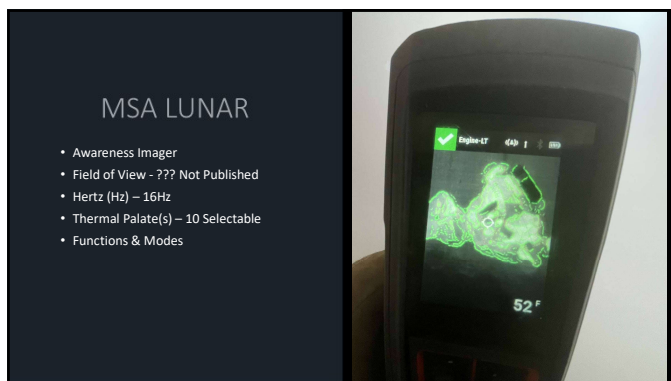 MSA LUNAR
• Awareness Imager
• Field of View - ??? Not Published
• Hertz (Hz) – 16Hz
• Thermal Palate(s) – 10 Selectable
• Functions & Modes
Engine-LT
52 F